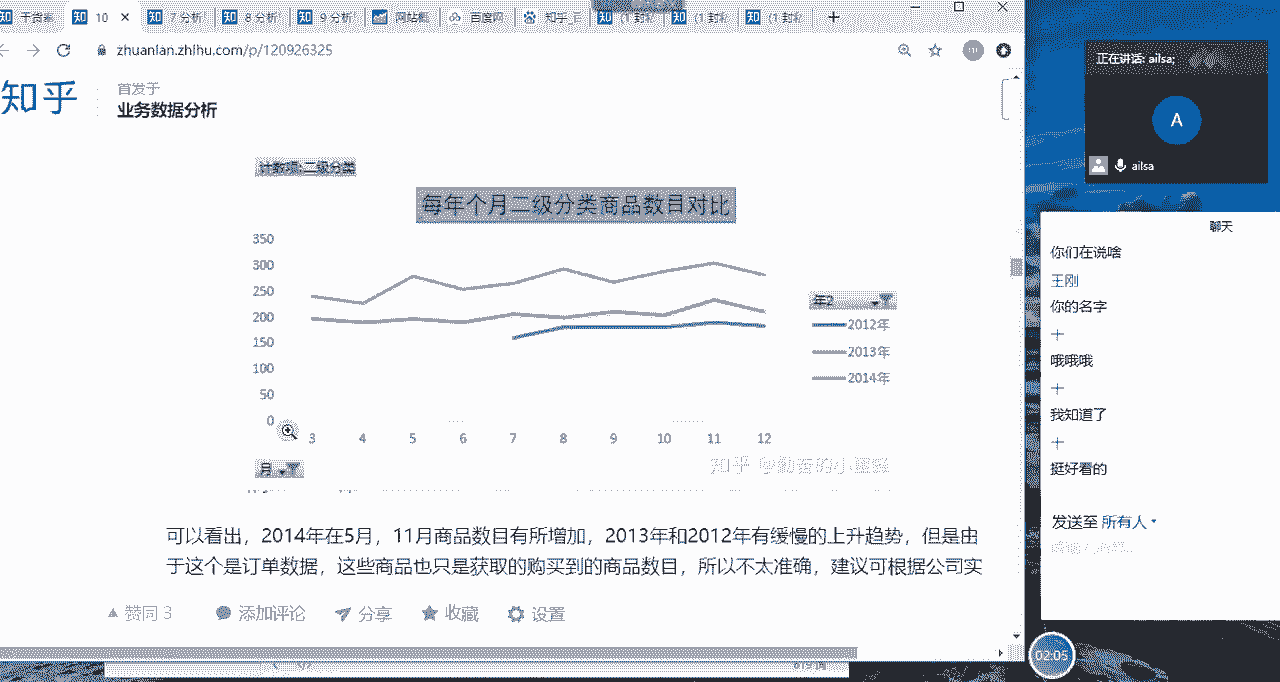 干货素
10
7 分析
8 分析
9 分析
网站概
百度网
知乎
(1 封私
(1 封私
(1 封私
zhuanlan.zhihu.com/p/120926325
知乎
首发于
业务数据分析
计数项:二级分类
每年个月二级分类商品数目对比
350
300
250
200
150
100
50
0
3 4 5 6 7 8 9 10 11 12
年2
2012年
2013年
2014年
月
知乎
可以看出，2014年在5月，11月商品数目有所增加，2013年和2012年有缓慢的上升趋势，但是由
于这个是订单数据，这些商品也只是获取的购买到的商品数目，所以不太准确，建议可根据公司实
赞同 3
添加评论
分享
收藏
设置
正在讲话: ailsa;
A
ailsa
聊天
你们在说啥
王刚
你的名字
十
哦哦哦
十
我知道了
十
挺好看的
发送至 所有人
02:05